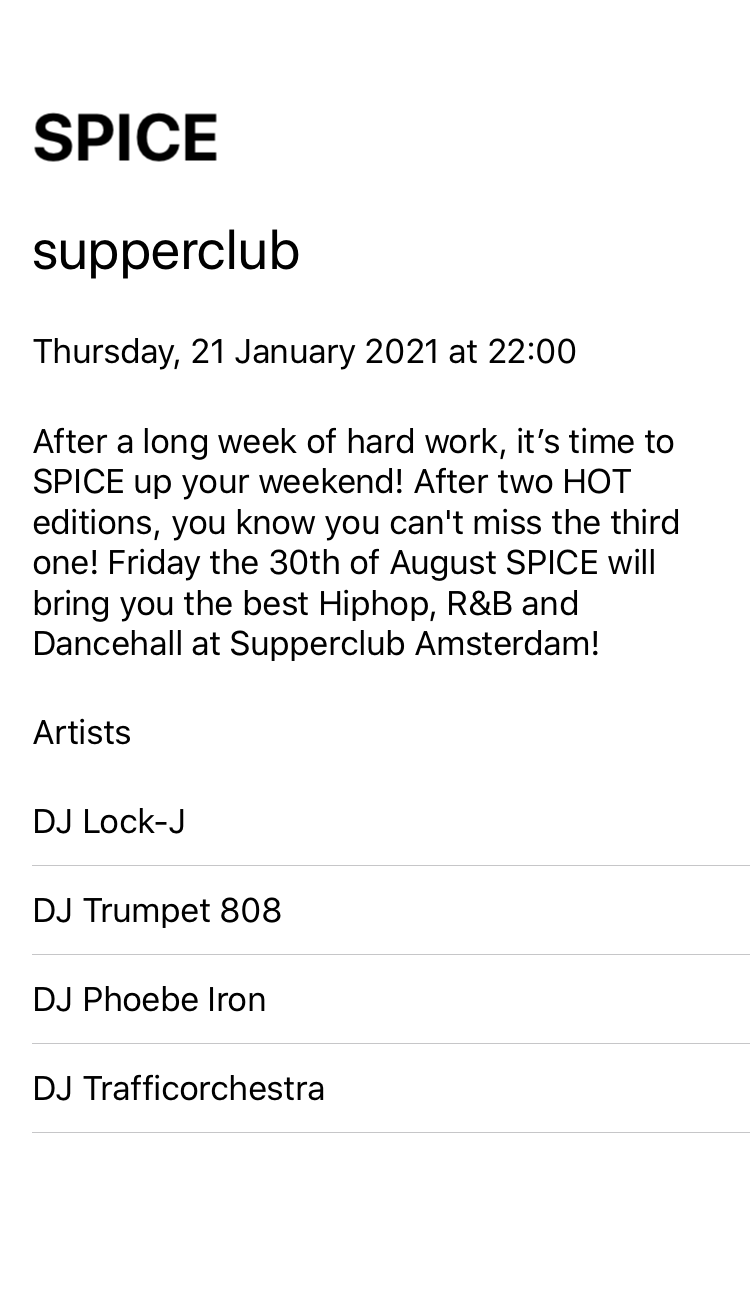 SPICE
supperclub
Thursday, 21 January 2021 at 22:00
After a long week of hard work, it’s time to
SPICE up your weekend! After two HOT
editions, you know you can't miss the third
one! Friday the 30th of August SPICE will
bring you the best Hiphop, R&B and
Dancehall at Supperclub Amsterdam!
Artists
DJ Lock-J
DJ Trumpet 808
DJ Phoebe Iron
DJ Trafficorchestra